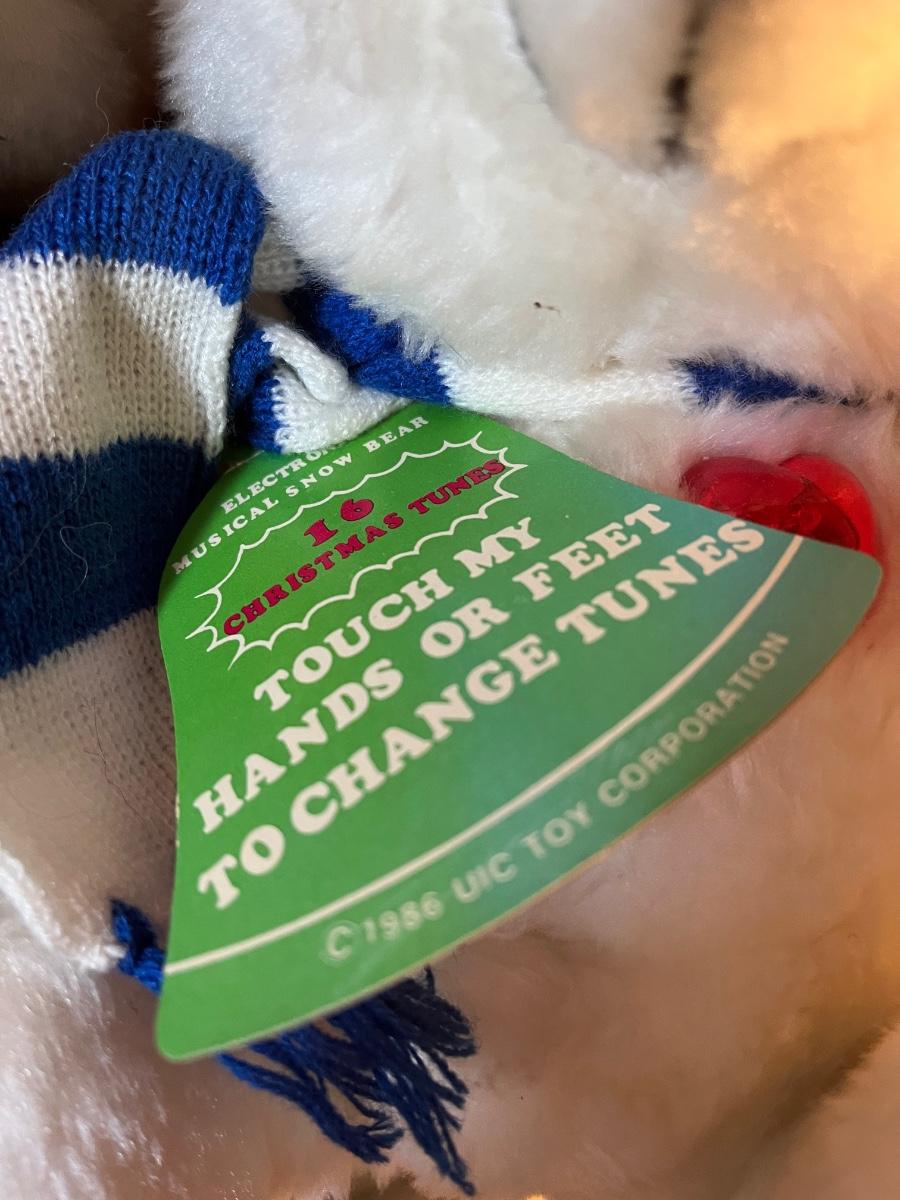 ELECTRONIC
MUSICAL SNOW BEAR
16
CHRISTMAS TUNES
TOUCH MY
HANDS OR FEET
TO CHANGE TUNES
©1986 UIC TOY CORPORATION